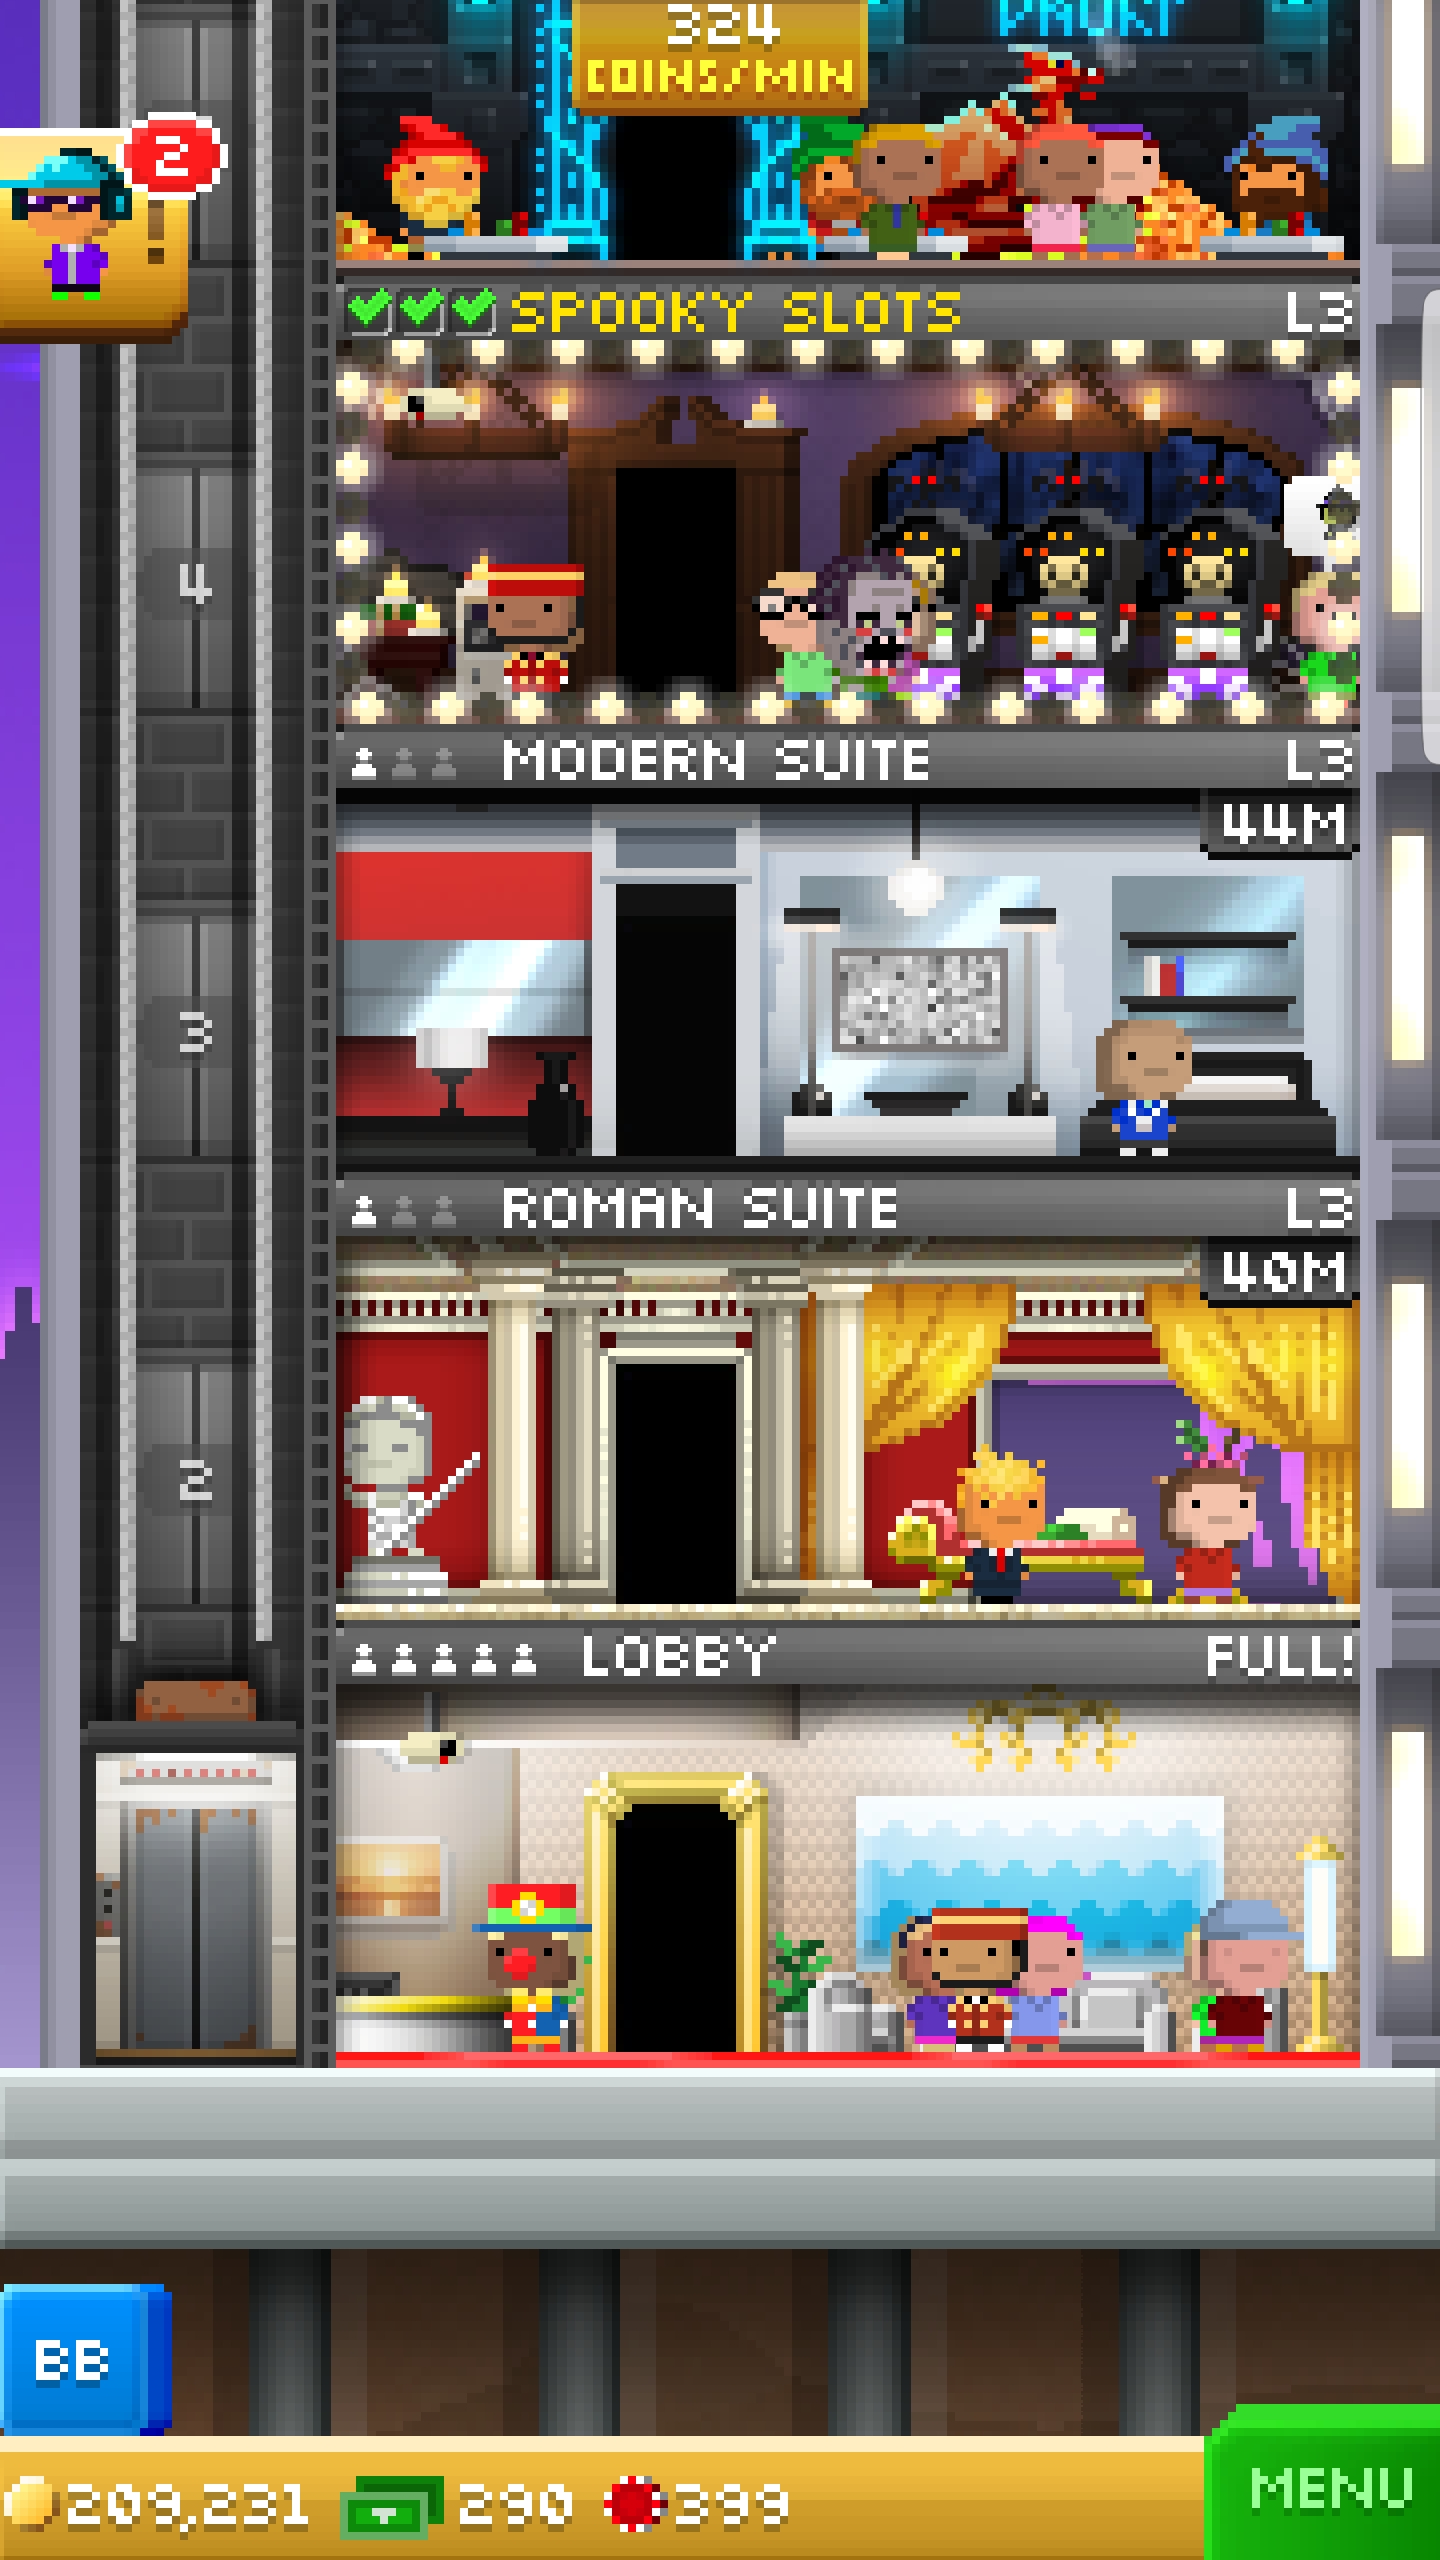 324
COINS/MIN
2
SPOOKY SLOTS L3
4
MODERN SUITE L3
44M
3
ROMAN SUITE L3
40M
2
LOBBY FULL!
BB
209,231 290 399
MENU